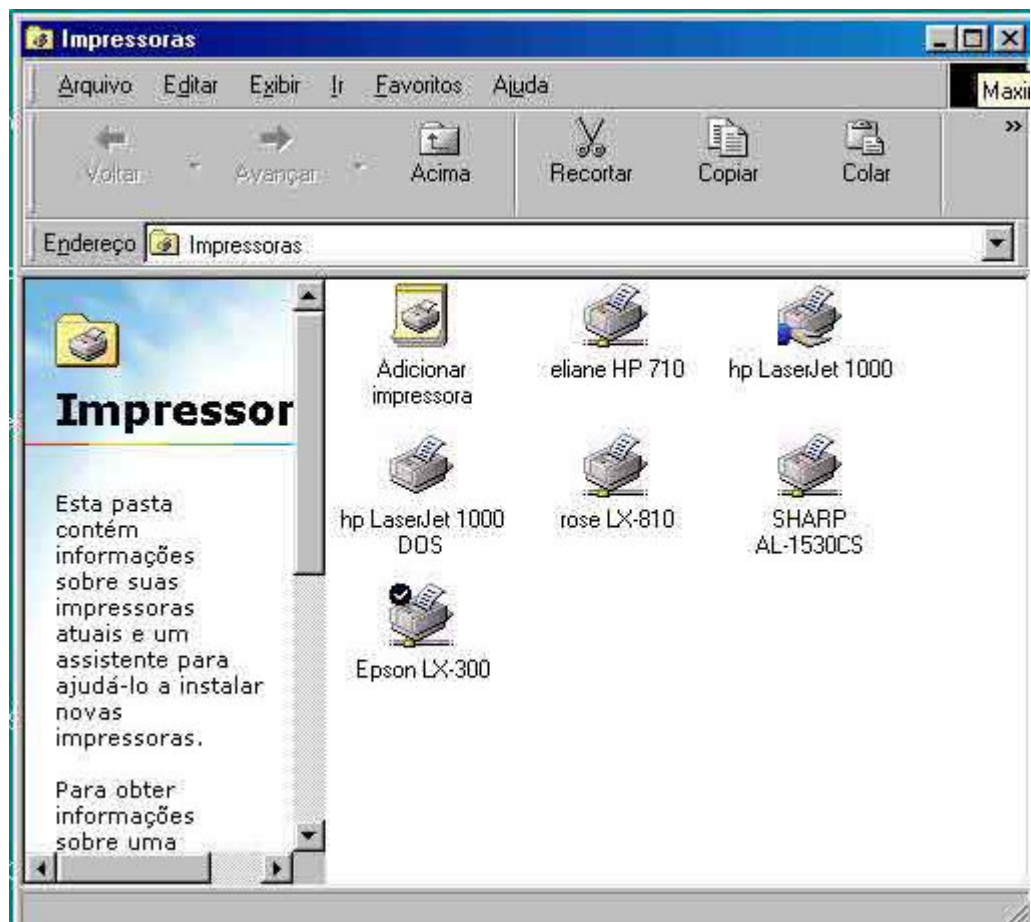 Impressoras
Arquivo Editar Exibir Ir Favoritos Ajuda
Maxi
Voltar Avançar Acima Recortar Copiar Colar »
Endereço Impressoras
Impressor
Esta pasta
contém
informações
sobre suas
impressoras
atuais e um
assistente para
ajudá-lo a instalar
novas
impressoras.
Para obter
informações
sobre uma
Adicionar
impressora
eliane HP 710
hp LaserJet 1000
hp LaserJet 1000
DOS
rose LX-810
SHARP
AL-1530CS
Epson LX-300